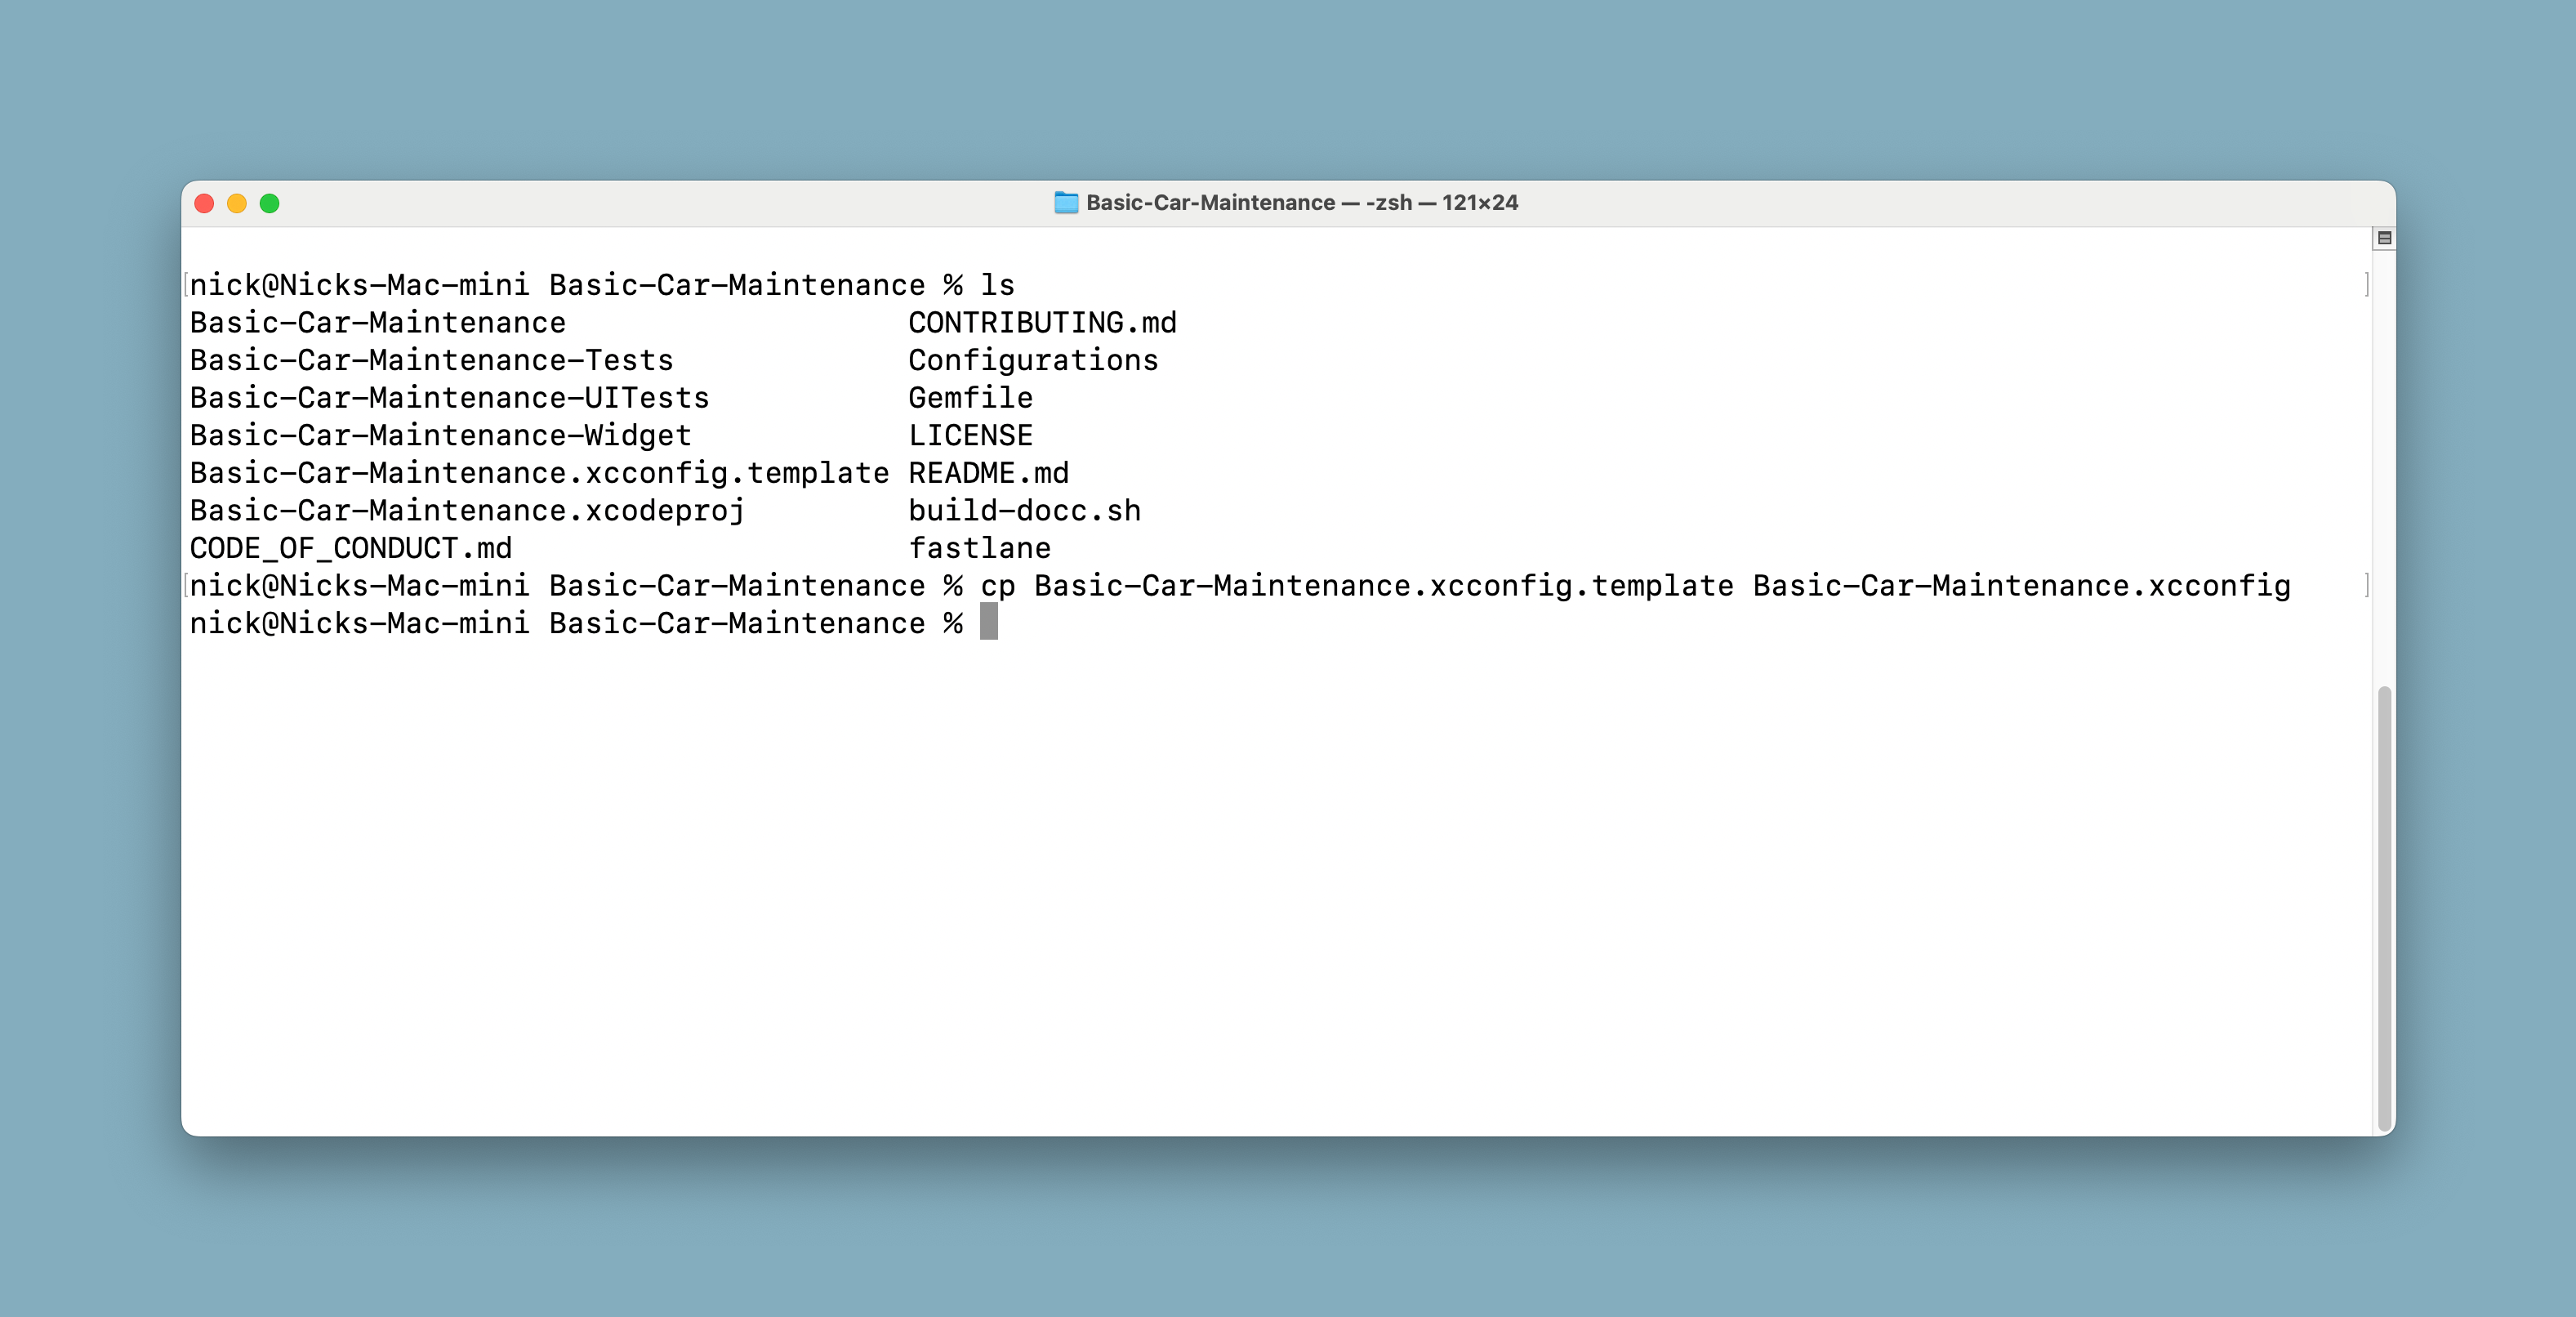 Basic-Car-Maintenance — -zsh — 121×24
nick@Nicks-Mac-mini Basic-Car-Maintenance % ls
Basic-Car-Maintenance CONTRIBUTING.md
Basic-Car-Maintenance-Tests Configurations
Basic-Car-Maintenance-UITests Gemfile
Basic-Car-Maintenance-Widget LICENSE
Basic-Car-Maintenance.xcconfig.template README.md
Basic-Car-Maintenance.xcodeproj build-docc.sh
CODE_OF_CONDUCT.md fastlane
nick@Nicks-Mac-mini Basic-Car-Maintenance % cp Basic-Car-Maintenance.xcconfig.template Basic-Car-Maintenance.xcconfig
nick@Nicks-Mac-mini Basic-Car-Maintenance %